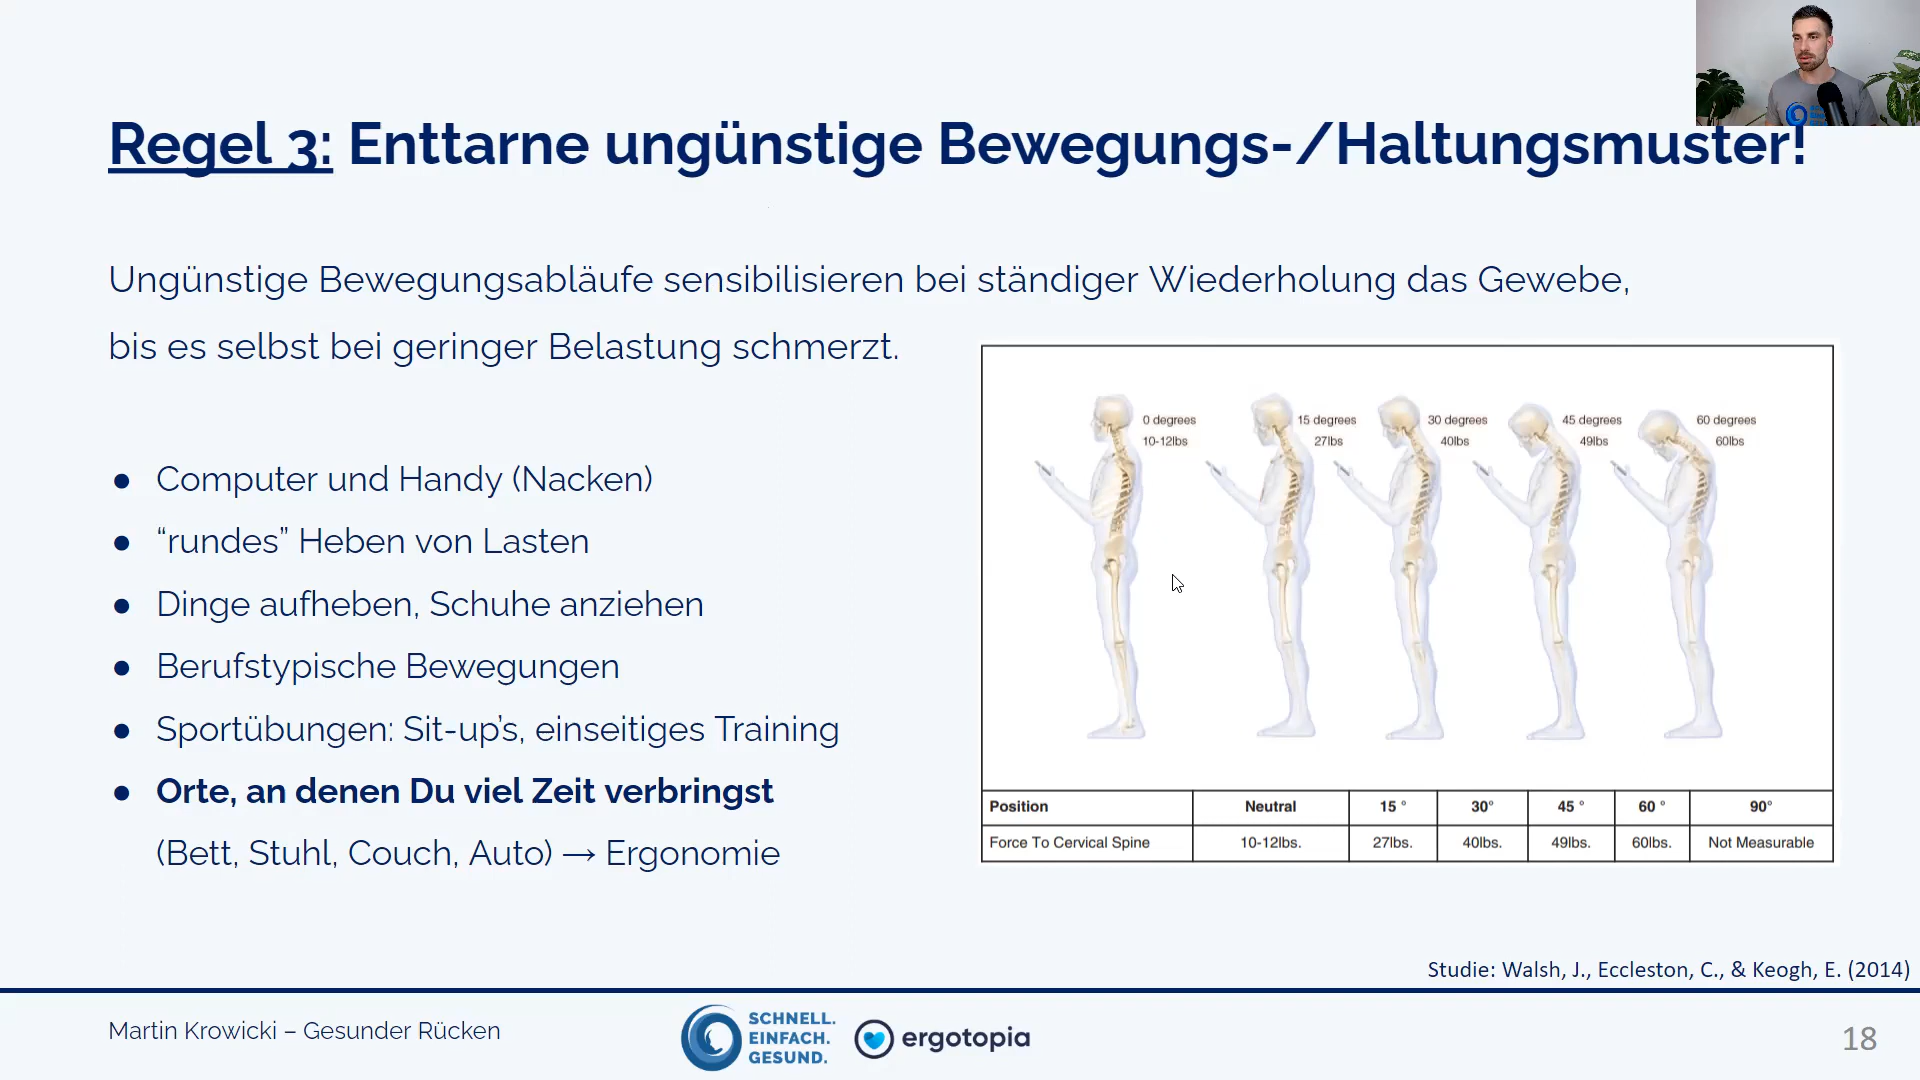 Regel 3: Enttarne ungünstige Bewegungs-/Haltungsmuster!
Ungünstige Bewegungsabläufe sensibilisieren bei ständiger Wiederholung das Gewebe,
bis es selbst bei geringer Belastung schmerzt.
● Computer und Handy (Nacken)
● “rundes” Heben von Lasten
● Dinge aufheben, Schuhe anziehen
● Berufstypische Bewegungen
● Sportübungen: Sit-up’s, einseitiges Training
● Orte, an denen Du viel Zeit verbringst
(Bett, Stuhl, Couch, Auto) → Ergonomie
0 degrees 15 degrees 30 degrees 45 degrees 60 degrees
10-12lbs 27lbs 40lbs 49lbs 60lbs
Position Neutral 15 ° 30° 45 ° 60 ° 90°
Force To Cervical Spine 10-12lbs. 27lbs. 40lbs. 49lbs. 60lbs. Not Measurable
Studie: Walsh, J., Eccleston, C., & Keogh, E. (2014)
Martin Krowicki – Gesunder Rücken
SCHNELL.
EINFACH.
GESUND.
ergotopia
18